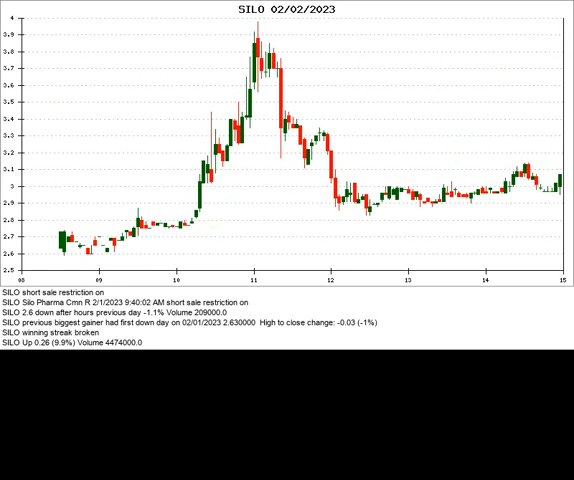 SILO 02/02/2023
4
3.9
3.8
3.7
3.6
3.5
3.4
3.3
3.2
3.1
3
2.9
2.8
2.7
2.6
2.5
08 09 10 11 12 13 14 15
SILO short sale restriction on
SILO Silo Pharma Cmn R 2/1/2023 9:40:02 AM short sale restriction on
SILO 2.6 down after hours previous day -1.1% Volume 209000.0
SILO previous biggest gainer had first down day on 02/01/2023 2.630000 High to close change: -0.03 (-1%)
SILO winning streak broken
SILO Up 0.26 (9.9%) Volume 4474000.0